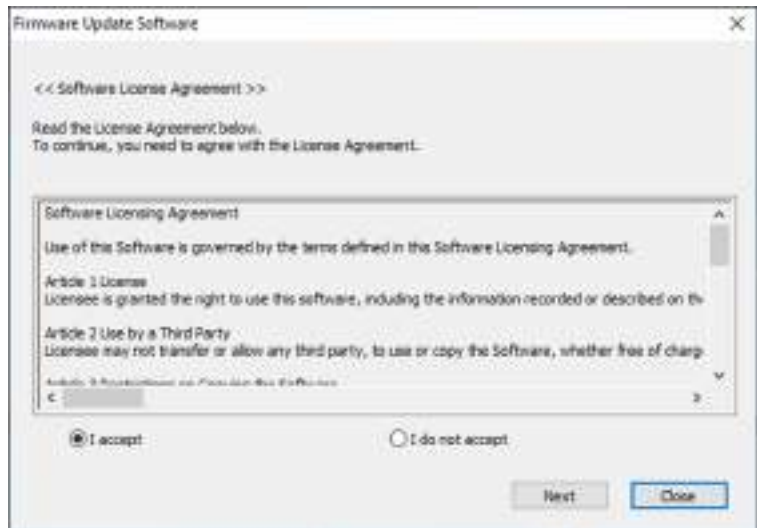 Firmware Update Software
<< Software License Agreement >>
Read the License Agreement below.
To continue, you need to agree with the License Agreement.
Software Licensing Agreement
Use of this Software is governed by the terms defined in this Software Licensing Agreement.
Article 1 License
Licensee is granted the right to use this software, including the information recorded or described on th
Article 2 Use by a Third Party
Licensee may not transfer or allow any third party, to use or copy the Software, whether free of charg
I accept
I do not accept
Next
Close